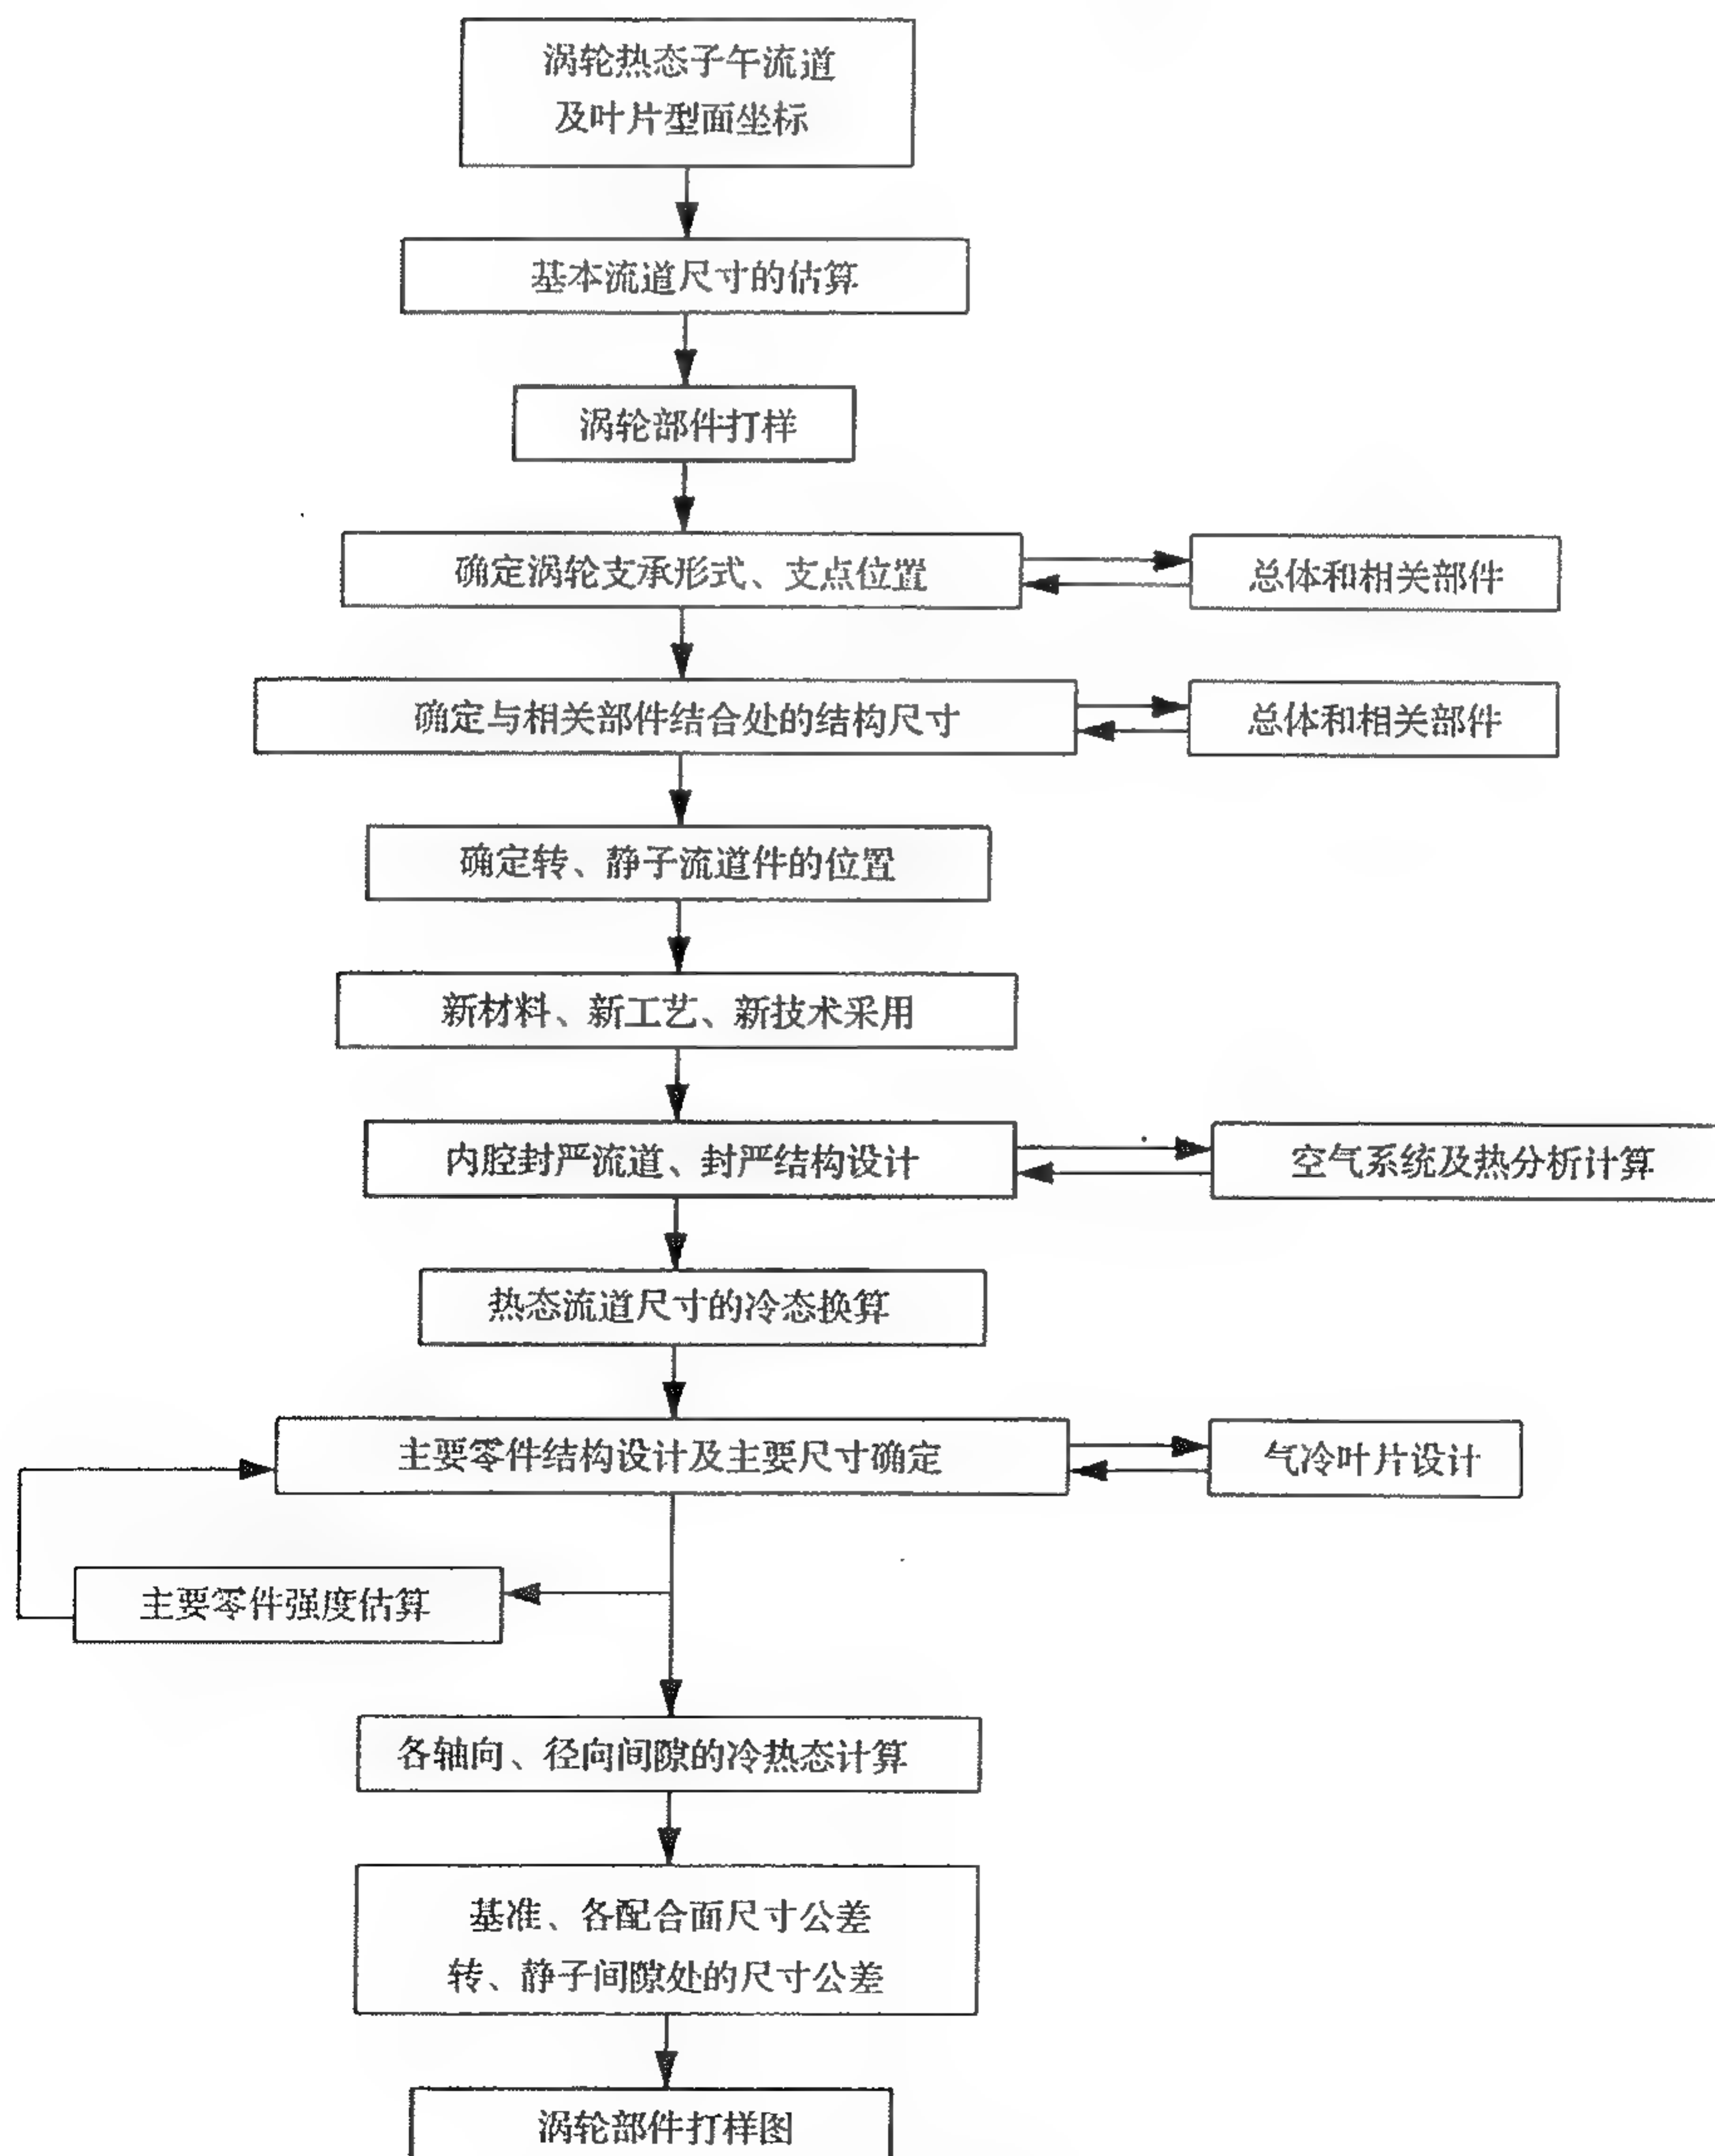 涡轮热态子午流道
及叶片型面坐标
基本流道尺寸的估算
涡轮部件打样
确定涡轮支承形式、支点位置
总体和相关部件
确定与相关部件结合处的结构尺寸
总体和相关部件
确定转、静子流道件的位置
新材料、新工艺、新技术采用
内腔封严流道、封严结构设计
空气系统及热分析计算
热态流道尺寸的冷态换算
主要零件结构设计及主要尺寸确定
气冷叶片设计
主要零件强度估算
各轴向、径向间隙的冷热态计算
基准、各配合面尺寸公差
转、静子间隙处的尺寸公差
涡轮部件打样图